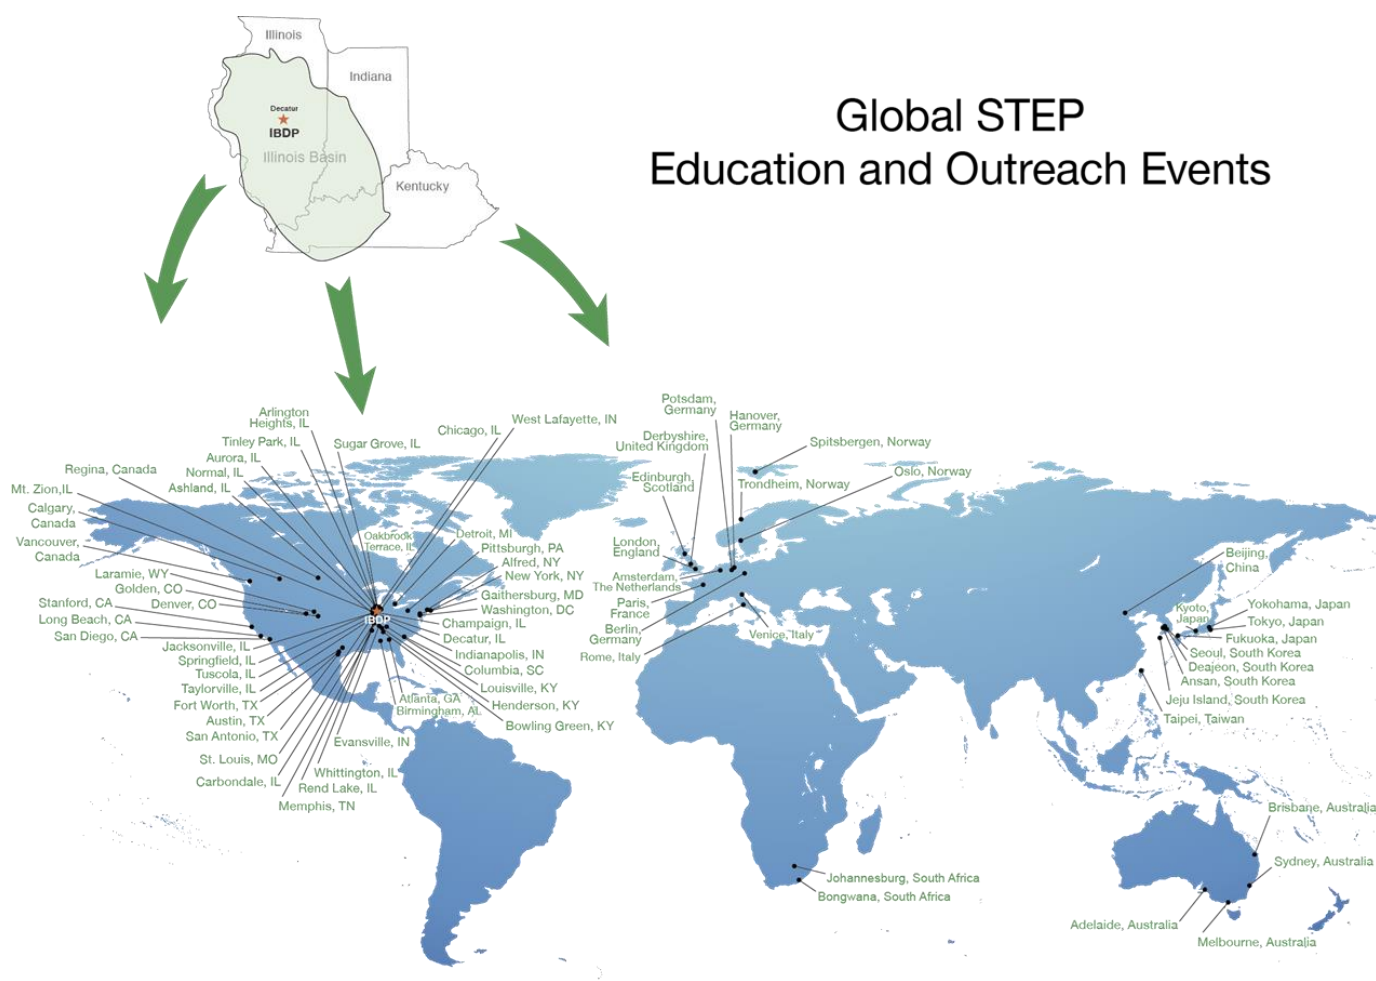 Illinois
Indiana
Decatur
IBDP
Illinois Basin
Kentucky
Global STEP
Education and Outreach Events
Arlington
Heights, IL
Tinley Park, IL
Aurora, IL
Normal, IL
Ashland, IL
Regina, Canada
Mt. Zion,IL
Calgary,
Canada
Vancouver,
Canada
Laramie, WY
Golden, CO
Denver, CO
Stanford, CA
Long Beach, CA
San Diego, CA
Jacksonville, IL
Springfield, IL
Tuscola, IL
Taylorville, IL
Fort Worth, TX
Austin, TX
San Antonio, TX
St. Louis, MO
Carbondale, IL
Memphis, TN
Rend Lake, IL
Whittington, IL
Evansville, IN
Sugar Grove, IL
Chicago, IL
West Lafayette, IN
Oakbrook
Terrace, IL
Detroit, MI
Pittsburgh, PA
Alfred, NY
New York, NY
Gaithersburg, MD
Washington, DC
Champaign, IL
Decatur, IL
Indianapolis, IN
Columbia, SC
Louisville, KY
Henderson, KY
Bowling Green, KY
Atlanta, GA
Birmingham, AL
IBDP
Potsdam,
Germany
Hanover,
Germany
Derbyshire,
United Kingdom
Edinburgh,
Scotland
London,
England
Amsterdam,
The Netherlands
Paris,
France
Berlin,
Germany
Rome, Italy
Venice, Italy
Spitsbergen, Norway
Oslo, Norway
Trondheim, Norway
Beijing,
China
Kyoto,
Japan
Yokohama, Japan
Tokyo, Japan
Fukuoka, Japan
Seoul, South Korea
Deajeon, South Korea
Ansan, South Korea
Jeju Island, South Korea
Taipei, Taiwan
Johannesburg, South Africa
Bongwana, South Africa
Brisbane, Australia
Sydney, Australia
Adelaide, Australia
Melbourne, Australia